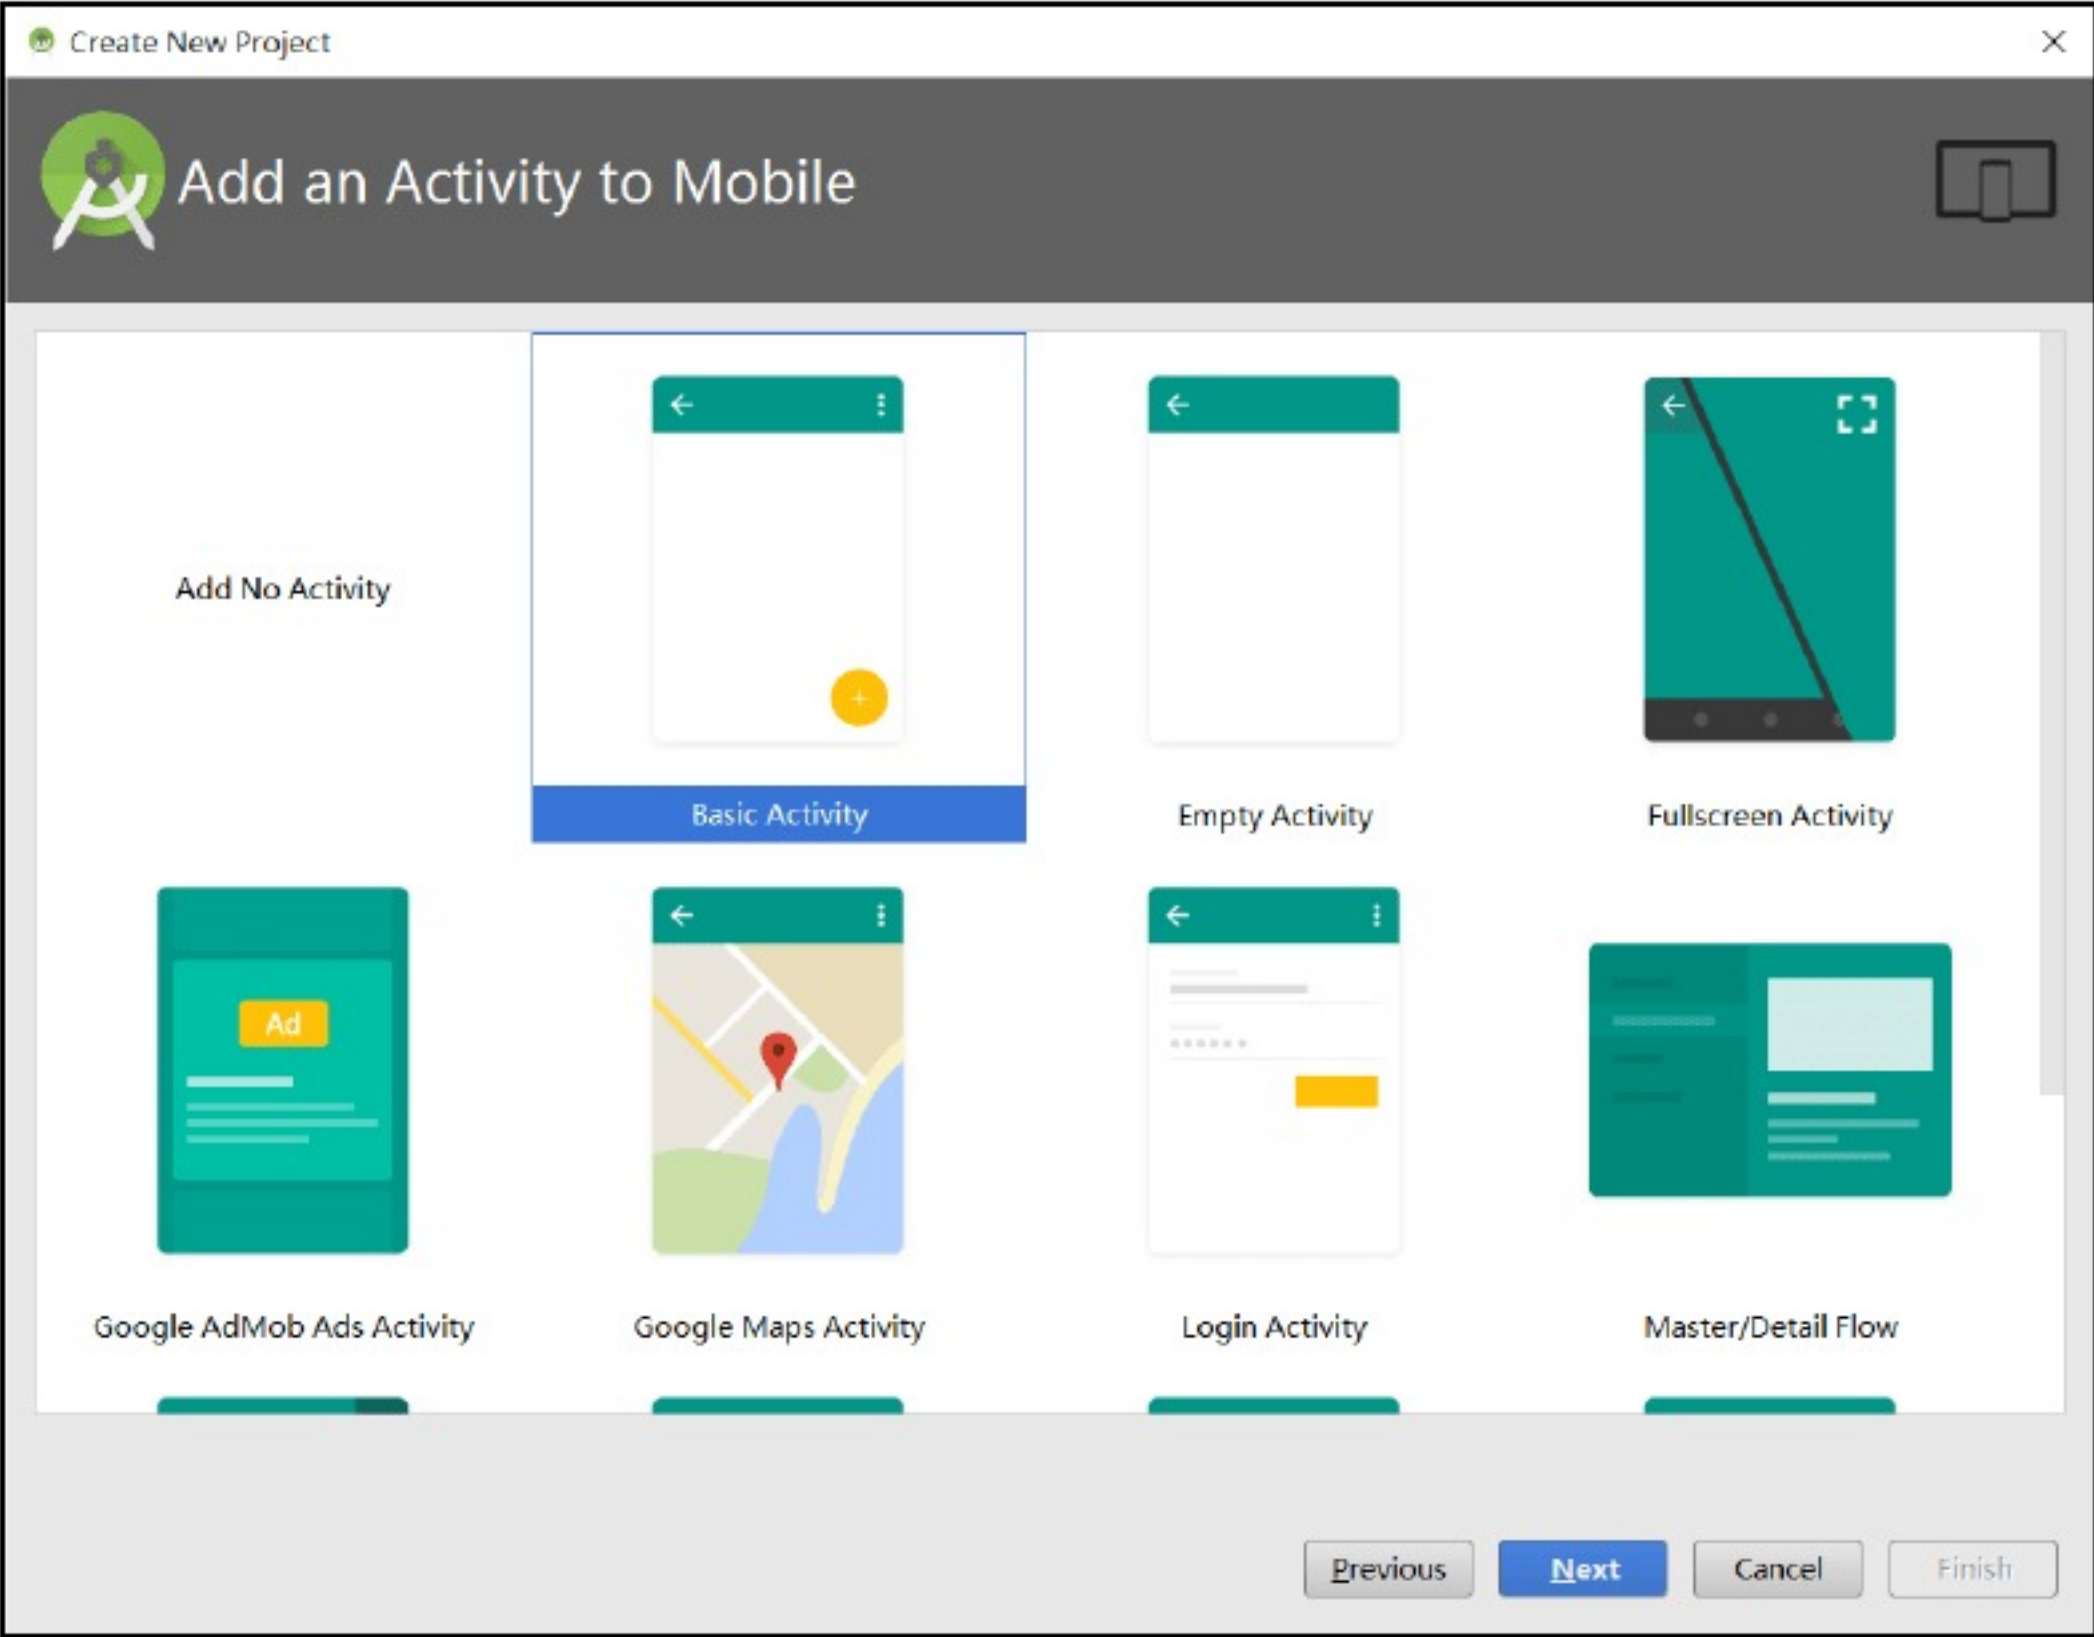 Create New Project
Add an Activity to Mobile
Add No Activity
Basic Activity
Empty Activity
Fullscreen Activity
Ad
Google AdMob Ads Activity
Google Maps Activity
Login Activity
Master/Detail Flow
Previous
Next
Cancel
Finish